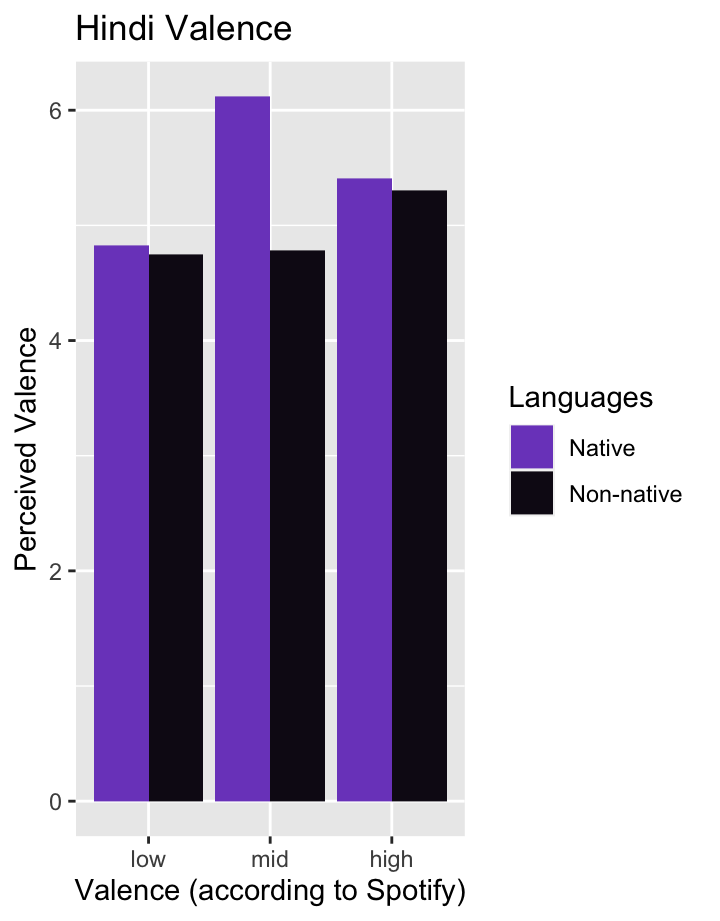 Hindi Valence
Perceived Valence
6
4
2
0
low mid high
Valence (according to Spotify)
Languages
Native
Non-native